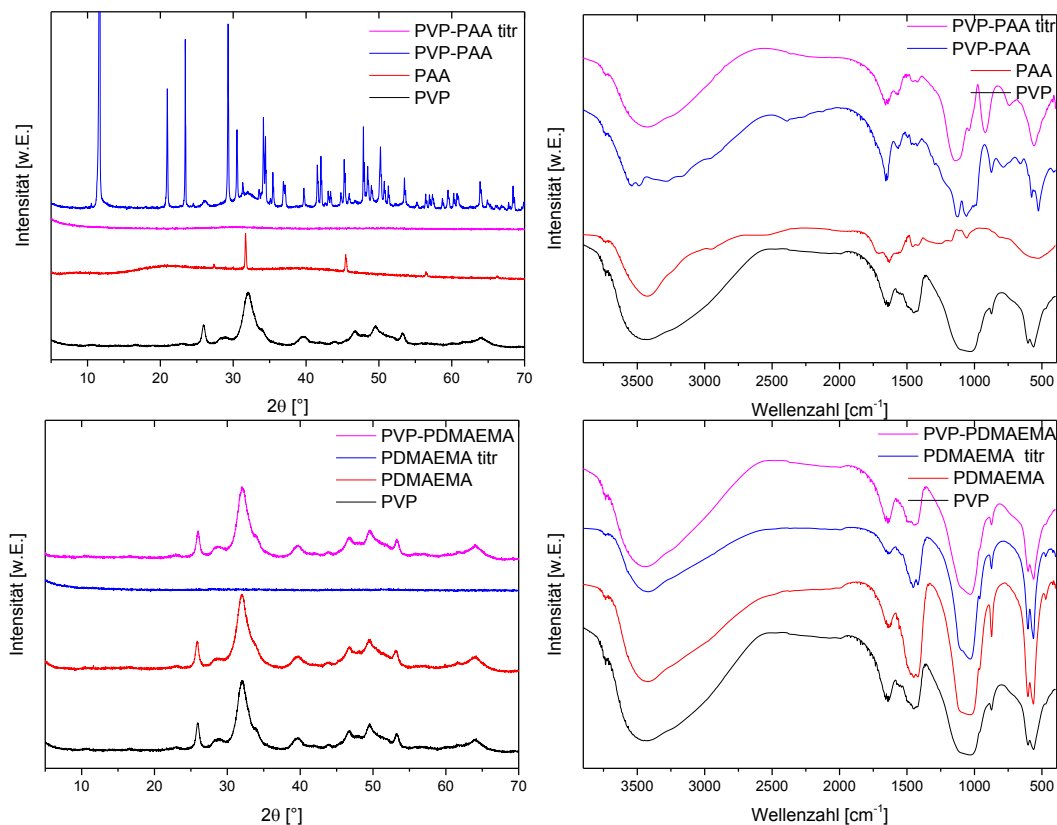 PVP-PAA titr
PVP-PAA
PAA
PVP
Intensität [w.E.]
10 20 30 40 50 60 70
2θ [°]
PVP-PAA titr
PVP-PAA
PAA
PVP
Intensität [w.E.]
3500 3000 2500 2000 1500 1000 500
Wellenzahl [cm⁻¹]
PVP-PDMAEMA
PDMAEMA titr
PDMAEMA
PVP
Intensität [w.E.]
10 20 30 40 50 60 70
2θ [°]
PVP-PDMAEMA
PDMAEMA titr
PDMAEMA
PVP
Intensität [w.E.]
3500 3000 2500 2000 1500 1000 500
Wellenzahl [cm⁻¹]